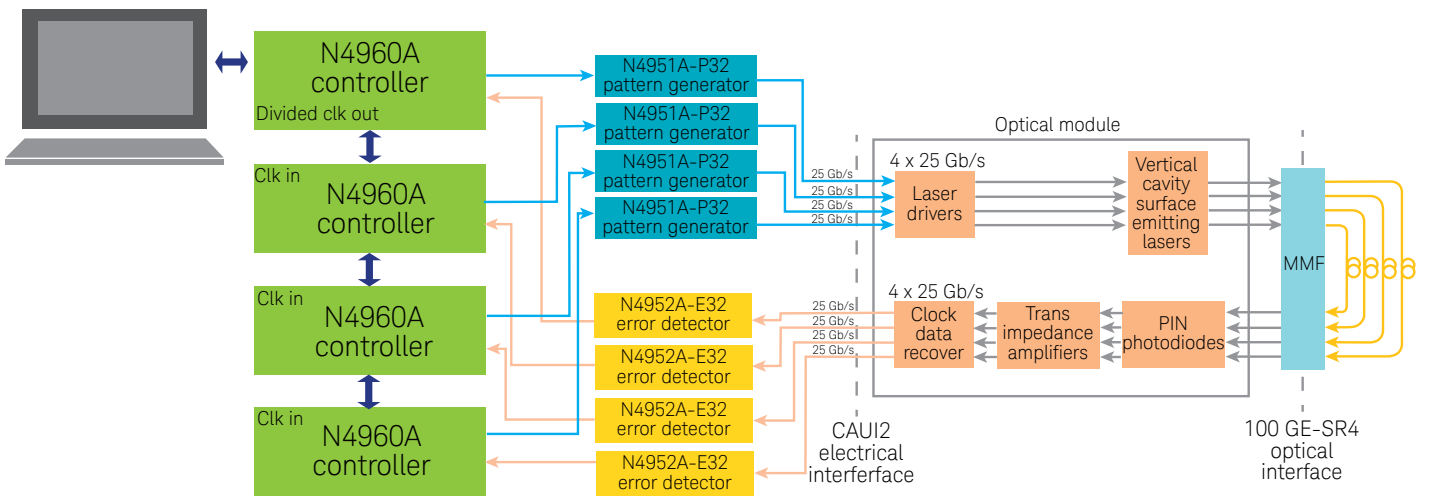 N4960A
controller
Divided clk out
Clk in
N4960A
controller
Clk in
N4960A
controller
Clk in
N4960A
controller
N4951A-P32
pattern generator
N4951A-P32
pattern generator
N4951A-P32
pattern generator
N4951A-P32
pattern generator
N4952A-E32
error detector
N4952A-E32
error detector
N4952A-E32
error detector
N4952A-E32
error detector
25 Gb/s
25 Gb/s
25 Gb/s
25 Gb/s
25 Gb/s
25 Gb/s
25 Gb/s
25 Gb/s
CAUI2
electrical
interferface
Optical module
4 x 25 Gb/s
Laser
drivers
Vertical
cavity
surface
emitting
lasers
4 x 25 Gb/s
Clock
data
recover
Trans
impedance
amplifiers
PIN
photodiodes
MMF
100 GE-SR4
optical
interface